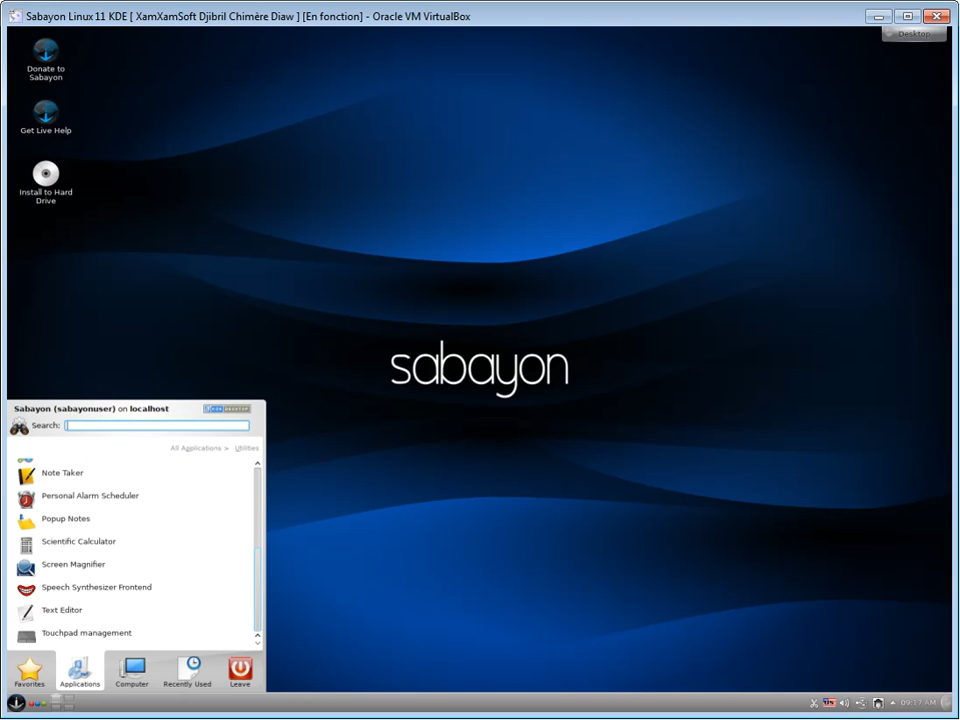 Sabayon Linux 11 KDE [ XamXamSoft Djibril Chimère Diaw ] [En fonction] - Oracle VM VirtualBox
Desktop
Donate to
Sabayon
Get Live Help
Install to Hard
Drive
sabayon
Sabayon (sabayonuser) on localhost
Search:
All Applications > Utilities
Note Taker
Personal Alarm Scheduler
Popup Notes
Scientific Calculator
Screen Magnifier
Speech Synthesizer Frontend
Text Editor
Touchpad management
Favorites Applications Computer Recently Used Leave